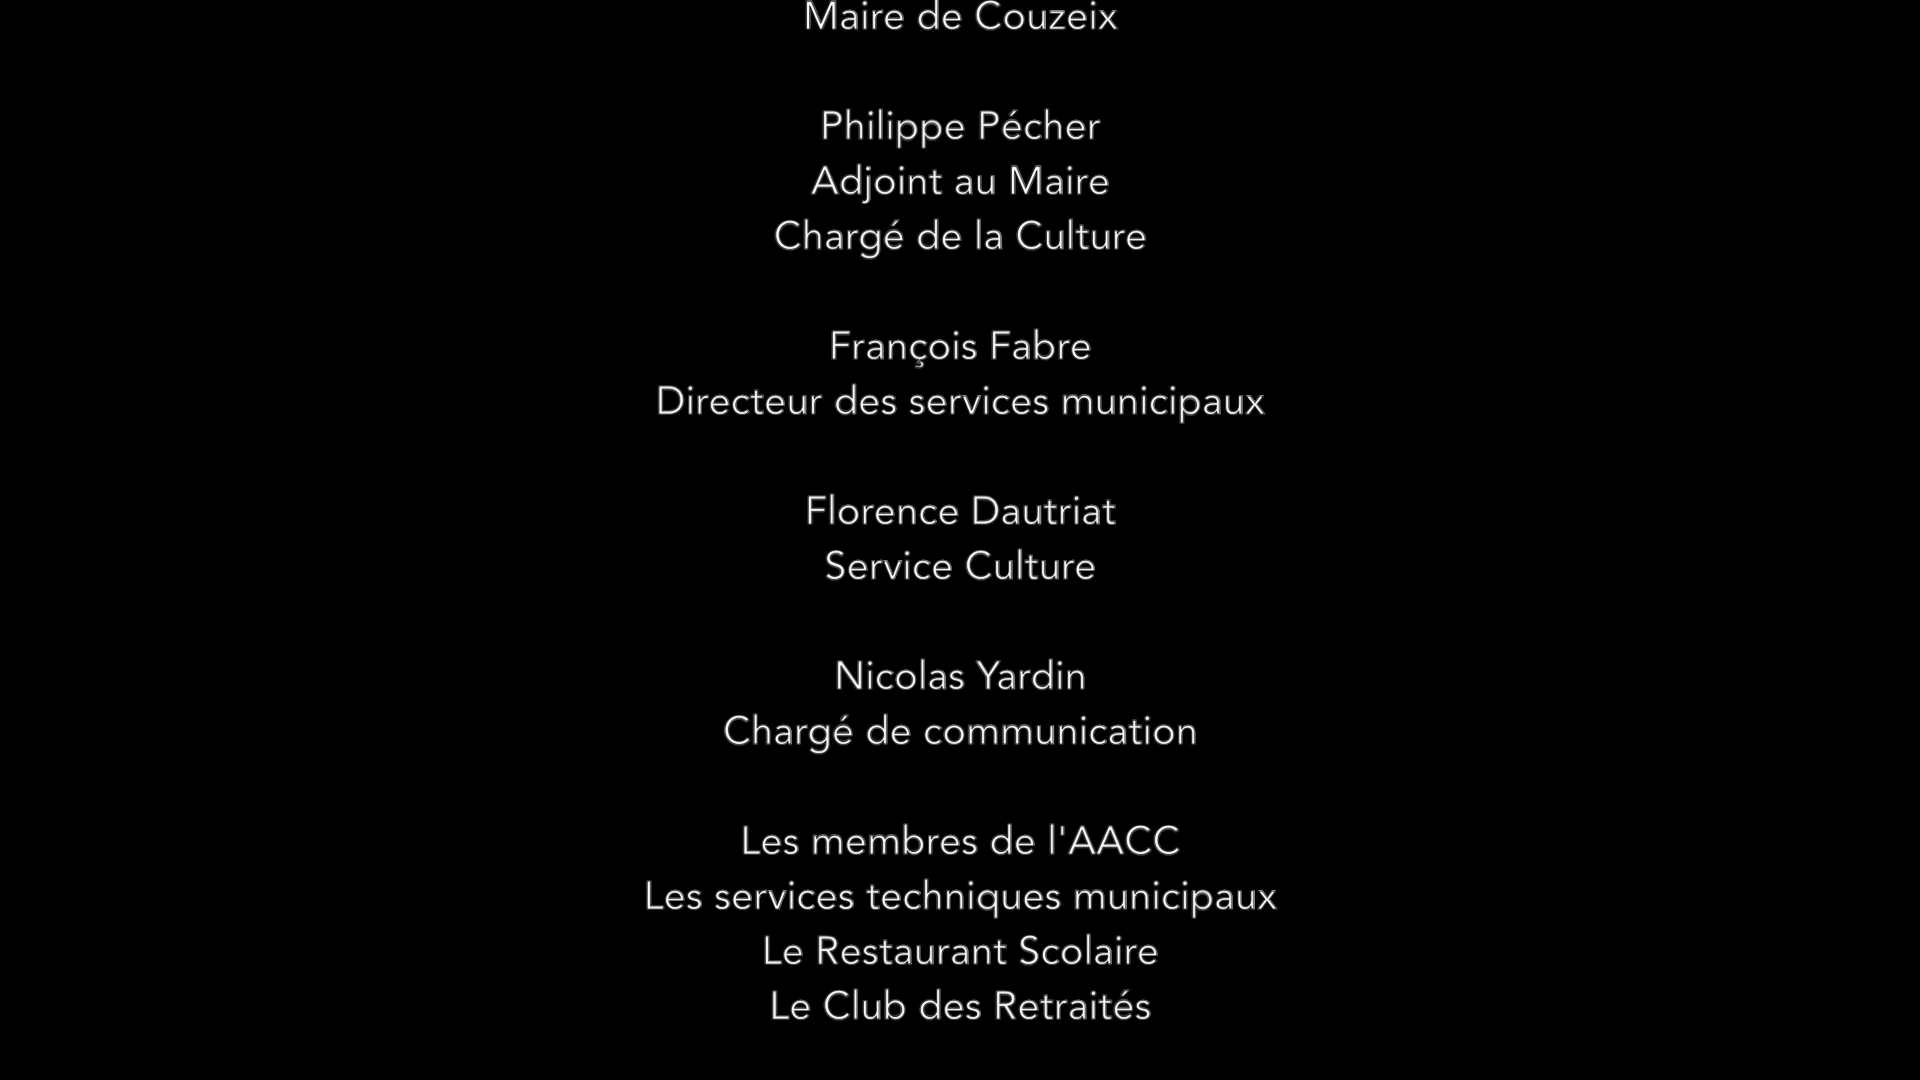 Maire de Couzeix
Philippe Pécher
Adjoint au Maire
Chargé de la Culture
François Fabre
Directeur des services municipaux
Florence Dautriat
Service Culture
Nicolas Yardin
Chargé de communication
Les membres de l'AACC
Les services techniques municipaux
Le Restaurant Scolaire
Le Club des Retraités